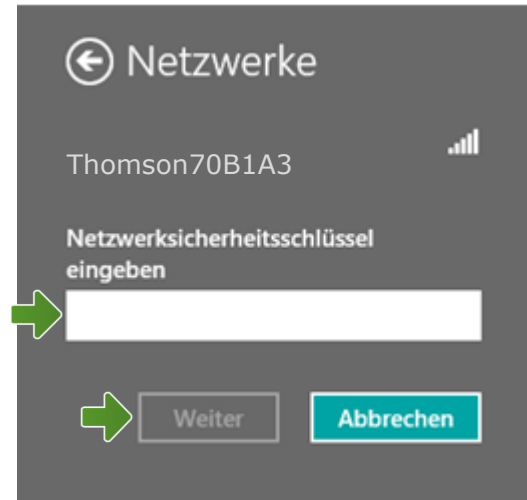 Netzwerke
Thomson70B1A3
Netzwerksicherheitsschlüssel
eingeben
Weiter Abbrechen